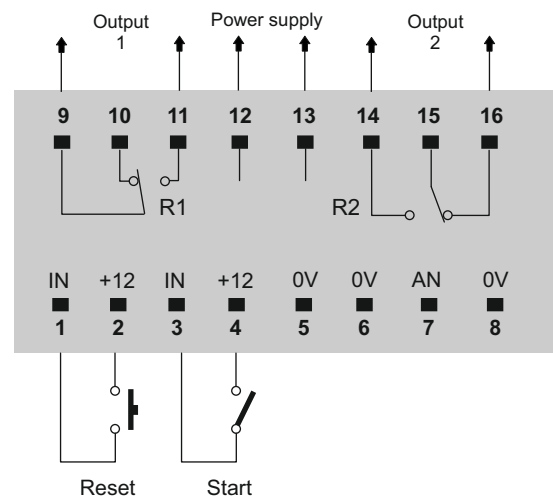 Output Power supply Output
1 2
9 10 11 12 13 14 15 16
R1 R2
IN +12 IN +12 0V 0V AN 0V
1 2 3 4 5 6 7 8
Reset Start